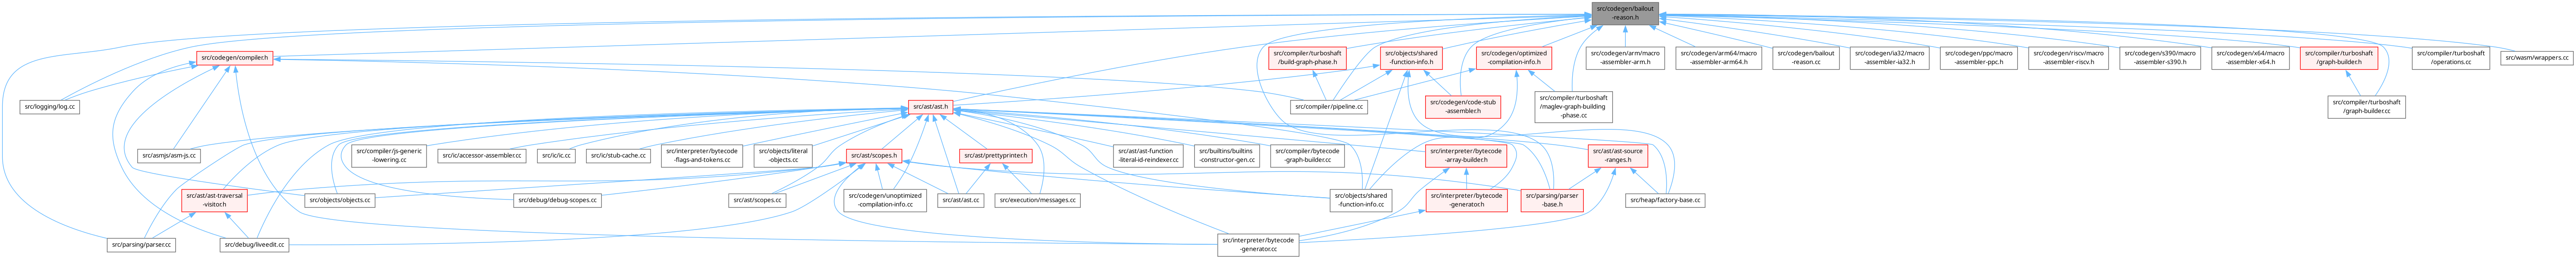 src/codegen/bailout
-reason.h
src/codegen/compiler.h
src/compiler/turboshaft
/build-graph-phase.h
src/objects/shared
-function-info.h
src/codegen/optimized
-compilation-info.h
src/codegen/arm/macro
-assembler-arm.h
src/codegen/arm64/macro
-assembler-arm64.h
src/codegen/bailout
-reason.cc
src/codegen/ia32/macro
-assembler-ia32.h
src/codegen/ppc/macro
-assembler-ppc.h
src/codegen/riscv/macro
-assembler-riscv.h
src/codegen/s390/macro
-assembler-s390.h
src/codegen/x64/macro
-assembler-x64.h
src/compiler/turboshaft
/graph-builder.h
src/compiler/turboshaft
/operations.cc
src/wasm/wrappers.cc
src/logging/log.cc
src/ast/ast.h
src/compiler/pipeline.cc
src/codegen/code-stub
-assembler.h
src/compiler/turboshaft
/maglev-graph-building
-phase.cc
src/compiler/turboshaft
/graph-builder.cc
src/asmjs/asm-js.cc
src/compiler/js-generic
-lowering.cc
src/ic/accessor-assembler.cc
src/ic/ic.cc
src/ic/stub-cache.cc
src/interpreter/bytecode
-flags-and-tokens.cc
src/objects/literal
-objects.cc
src/ast/scopes.h
src/ast/prettyprinter.h
src/ast/ast-function
-literal-id-reindexer.cc
src/builtins/builtins
-constructor-gen.cc
src/compiler/bytecode
-graph-builder.cc
src/interpreter/bytecode
-array-builder.h
src/ast/ast-source
-ranges.h
src/ast/ast-traversal
-visitor.h
src/objects/objects.cc
src/debug/debug-scopes.cc
src/ast/scopes.cc
src/codegen/unoptimized
-compilation-info.cc
src/ast/ast.cc
src/execution/messages.cc
src/objects/shared
-function-info.cc
src/interpreter/bytecode
-generator.h
src/parsing/parser
-base.h
src/heap/factory-base.cc
src/parsing/parser.cc
src/debug/liveedit.cc
src/interpreter/bytecode
-generator.cc